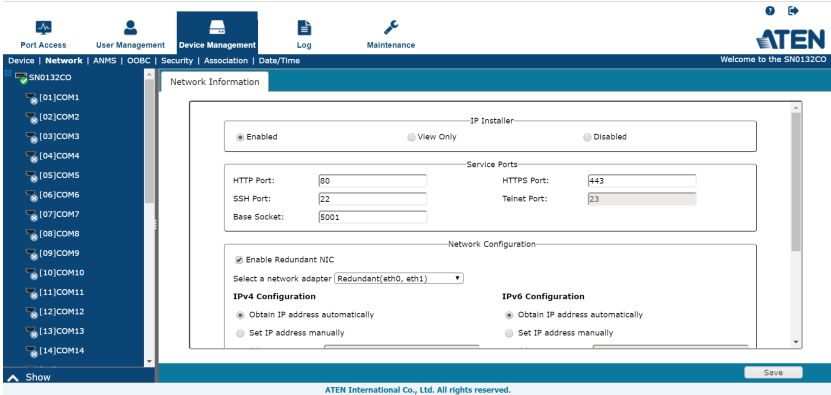 Port Access
User Management
Device Management
Log
Maintenance
ATEN
Device | Network | ANMS | OOBC | Security | Association | Date/Time
Welcome to the SN0132CO
SN0132CO
[01]COM1
[02]COM2
[03]COM3
[04]COM4
[05]COM5
[06]COM6
[07]COM7
[08]COM8
[09]COM9
[10]COM10
[11]COM11
[12]COM12
[13]COM13
[14]COM14
Show
Network Information
IP Installer
Enabled
View Only
Disabled
Service Ports
HTTP Port: 80
HTTPS Port: 443
SSH Port: 22
Telnet Port: 23
Base Socket: 5001
Network Configuration
Enable Redundant NIC
Select a network adapter Redundant(eth0, eth1)
IPv4 Configuration
IPv6 Configuration
Obtain IP address automatically
Obtain IP address automatically
Set IP address manually
Set IP address manually
Save
ATEN International Co., Ltd. All rights reserved.